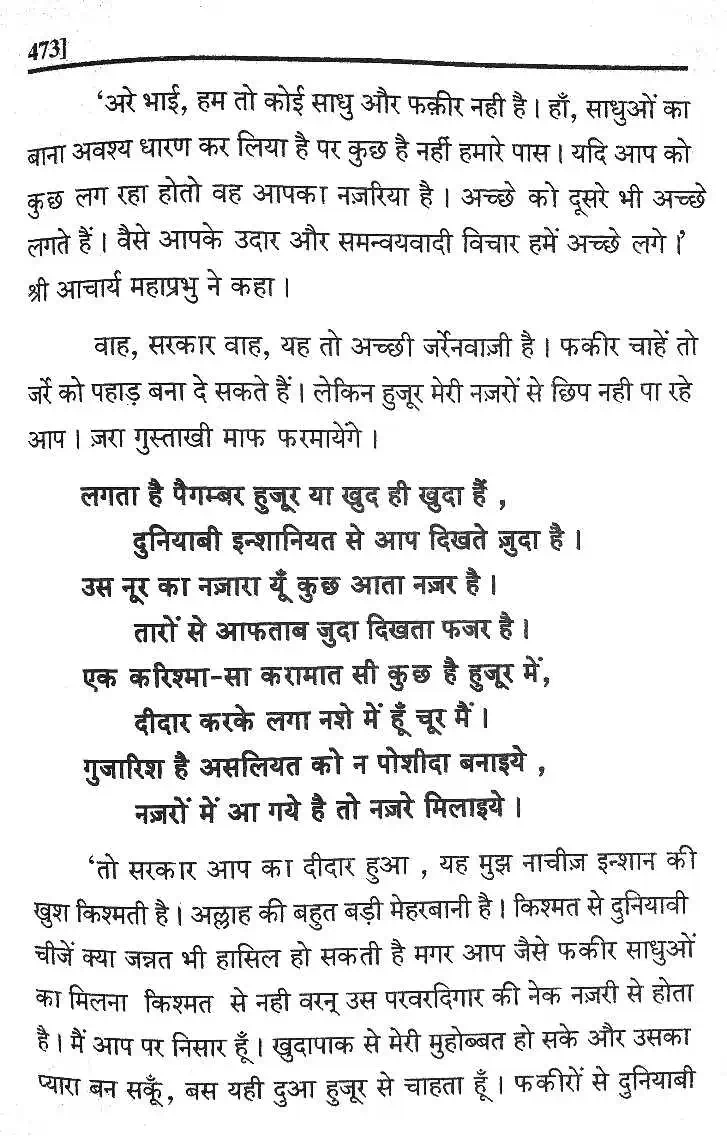 473]
'अरे भाई, हम तो कोई साधु और फक़ीर नही है। हाँ, साधुओं का
बाना अवश्य धारण कर लिया है पर कुछ है नहीं हमारे पास। यदि आप को
कुछ लग रहा होतो वह आपका नज़रिया है। अच्छे को दूसरे भी अच्छे
लगते हैं। वैसे आपके उदार और समन्वयवादी विचार हमें अच्छे लगे।'
श्री आचार्य महाप्रभु ने कहा।
वाह, सरकार वाह, यह तो अच्छी जर्रेनवाज़ी है। फकीर चाहें तो
जर्रे को पहाड़ बना दे सकते हैं। लेकिन हुजूर मेरी नज़रों से छिप नही पा रहे
आप। ज़रा गुस्ताखी माफ फरमायेंगे।
लगता है पैगम्बर हुजूर या खुद ही खुदा हैं ,
दुनियाबी इन्शानियत से आप दिखते ज़ुदा है।
उस नूर का नज़ारा यूँ कुछ आता नज़र है।
तारों से आफताब जुदा दिखता फजर है।
एक करिश्मा-सा करामात सी कुछ है हुजूर में,
दीदार करके लगा नशे में हूँ चूर मैं।
गुजारिश है असलियत को न पोशीदा बनाइये ,
नज़रों में आ गये है तो नज़रे मिलाइये।
'तो सरकार आप का दीदार हुआ , यह मुझ नाचीज़ इन्शान की
खुश किश्मती है। अल्लाह की बहुत बड़ी मेहरबानी है। किश्मत से दुनियावी
चीजें क्या जन्नत भी हासिल हो सकती है मगर आप जैसे फकीर साधुओं
का मिलना किश्मत से नही वरन् उस परवरदिगार की नेक नज़री से होता
है। मैं आप पर निसार हूँ। खुदापाक से मेरी मुहोब्बत हो सके और उसका
प्यारा बन सकूँ, बस यही दुआ हुजूर से चाहता हूँ। फकीरों से दुनियाबी